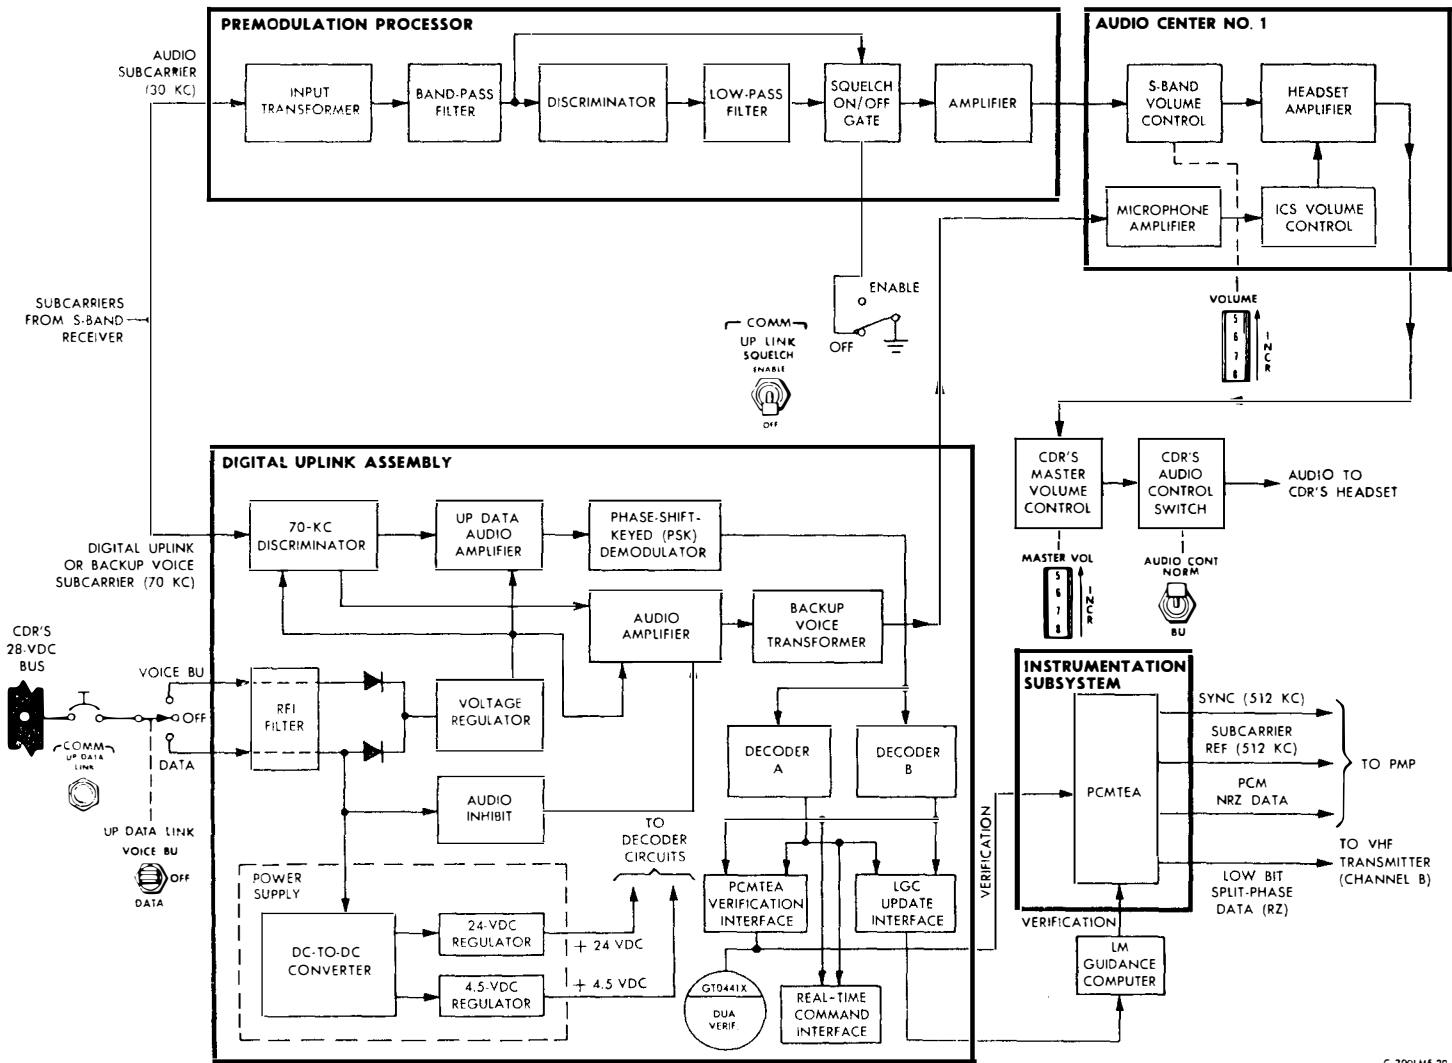 PREMODULATION PROCESSOR
AUDIO
SUBCARRIER
(30 KC)
INPUT
TRANSFORMER
BAND-PASS
FILTER
DISCRIMINATOR
LOW-PASS
FILTER
SQUELCH
ON/OFF
GATE
AMPLIFIER
AUDIO CENTER NO. 1
S-BAND
VOLUME
CONTROL
HEADSET
AMPLIFIER
MICROPHONE
AMPLIFIER
ICS VOLUME
CONTROL
SUBCARRIERS
FROM S-BAND
RECEIVER
ENABLE
OFF
COMM
UP LINK
SQUELCH
ENABLE
OFF
VOLUME
5
6
7
8
INCR
DIGITAL UPLINK ASSEMBLY
70-KC
DISCRIMINATOR
UP DATA
AUDIO
AMPLIFIER
PHASE-SHIFT-
KEYED (PSK)
DEMODULATOR
DIGITAL UPLINK
OR BACKUP VOICE
SUBCARRIER (70 KC)
AUDIO
AMPLIFIER
BACKUP
VOICE
TRANSFORMER
CDR'S
MASTER
VOLUME
CONTROL
CDR'S
AUDIO
CONTROL
SWITCH
AUDIO TO
CDR'S HEADSET
MASTER VOL
5
6
7
8
INCR
AUDIO CONT
NORM
BU
CDR'S
28-VDC
BUS
VOICE BU
OFF
DATA
COMM
UP DATA
LINK
RFI
FILTER
VOLTAGE
REGULATOR
AUDIO
INHIBIT
DECODER
A
DECODER
B
UP DATA LINK
VOICE BU
OFF
DATA
POWER
SUPPLY
DC-TO-DC
CONVERTER
24-VDC
REGULATOR
4.5-VDC
REGULATOR
TO
DECODER
CIRCUITS
+ 24 VDC
+ 4.5 VDC
PCMTEA
VERIFICATION
INTERFACE
LGC
UPDATE
INTERFACE
GT0441X
DUA
VERIF.
REAL-TIME
COMMAND
INTERFACE
VERIFICATION
INSTRUMENTATION
SUBSYSTEM
PCMTEA
SYNC (512 KC)
SUBCARRIER
REF (512 KC)
PCM
NRZ DATA
TO PMP
LOW BIT
SPLIT-PHASE
DATA (RZ)
TO VHF
TRANSMITTER
(CHANNEL B)
VERIFICATION
LM
GUIDANCE
COMPUTER